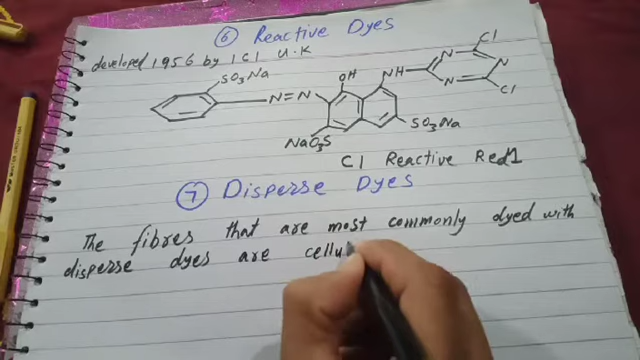 ⑥ Reactive Dyes
developed 1956 by ICI U.K
SO₃Na
N=N
OH
NH
N
N
N
Cl
Cl
NaO₃S
SO₃Na
CI Reactive Red1
⑦ Disperse Dyes
The fibres that are most commonly dyed with
disperse dyes are cellu